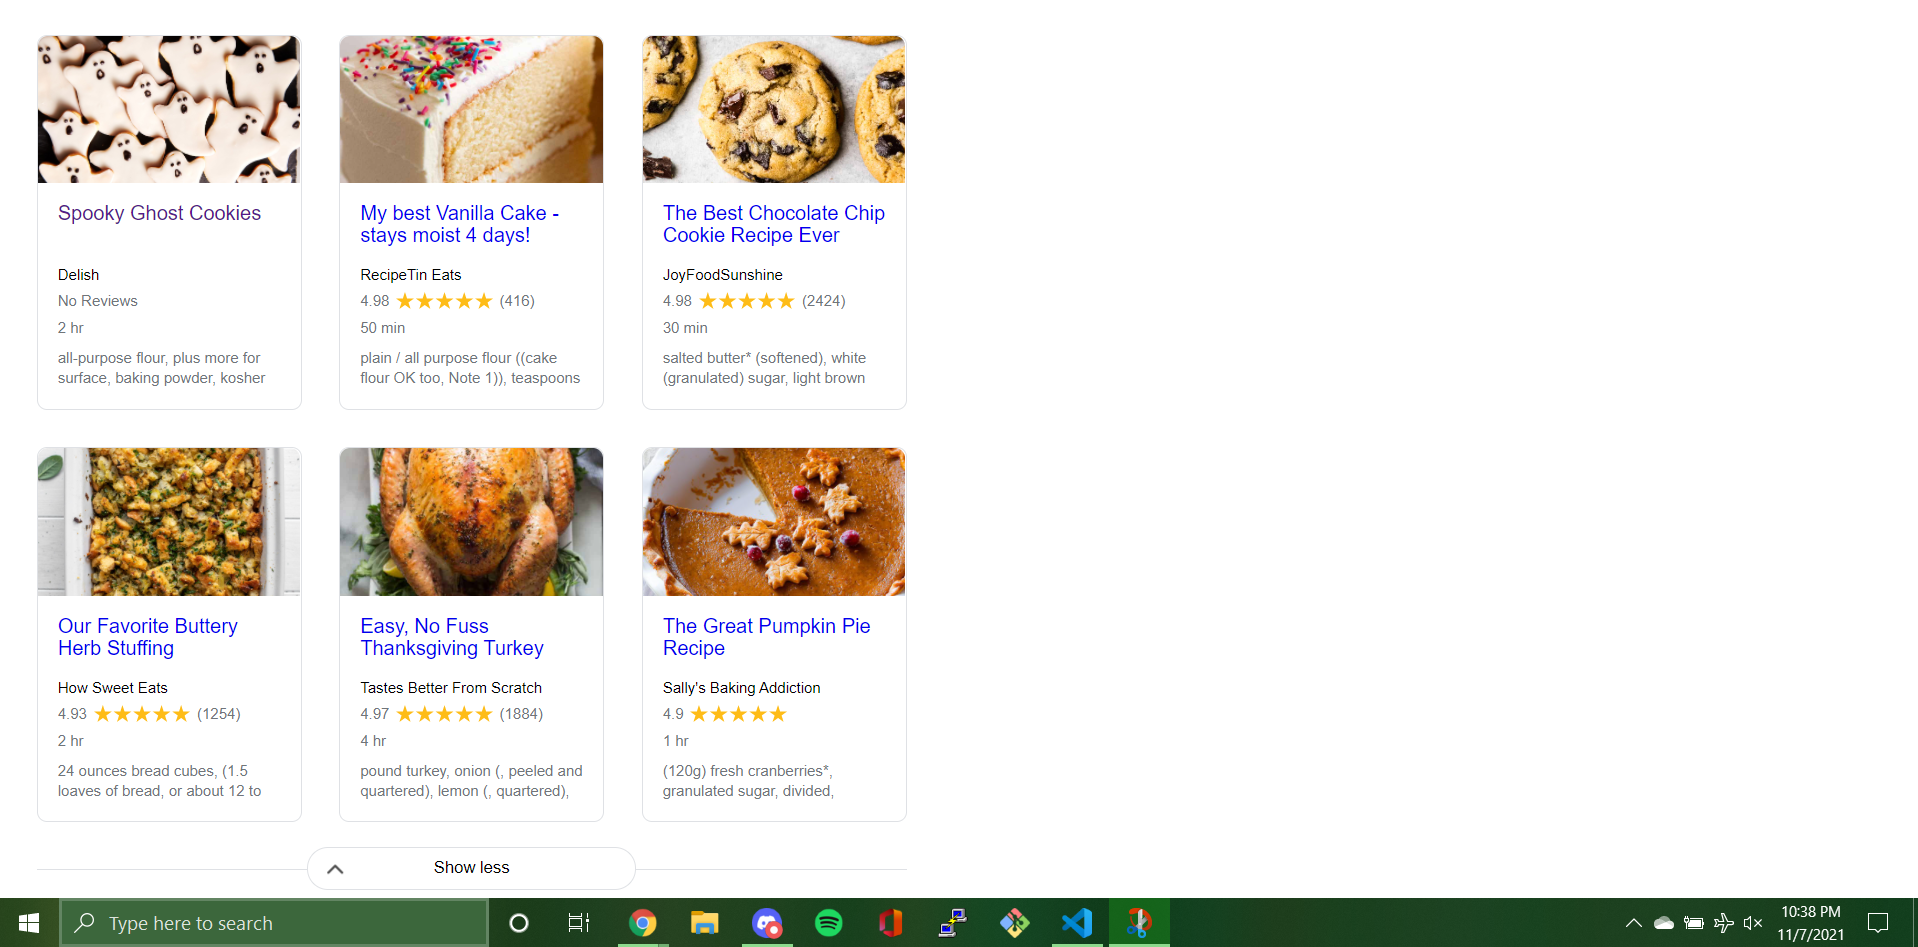 Spooky Ghost Cookies
Delish
No Reviews
2 hr
all-purpose flour, plus more for
surface, baking powder, kosher
My best Vanilla Cake -
stays moist 4 days!
RecipeTin Eats
4.98 ★★★★★ (416)
50 min
plain / all purpose flour ((cake
flour OK too, Note 1)), teaspoons
The Best Chocolate Chip
Cookie Recipe Ever
JoyFoodSunshine
4.98 ★★★★★ (2424)
30 min
salted butter* (softened), white
(granulated) sugar, light brown
Our Favorite Buttery
Herb Stuffing
How Sweet Eats
4.93 ★★★★★ (1254)
2 hr
24 ounces bread cubes, (1.5
loaves of bread, or about 12 to
Easy, No Fuss
Thanksgiving Turkey
Tastes Better From Scratch
4.97 ★★★★★ (1884)
4 hr
pound turkey, onion (, peeled and
quartered), lemon (, quartered),
The Great Pumpkin Pie
Recipe
Sally's Baking Addiction
4.9 ★★★★★
1 hr
(120g) fresh cranberries*,
granulated sugar, divided,
Show less
Type here to search
10:38 PM
11/7/2021